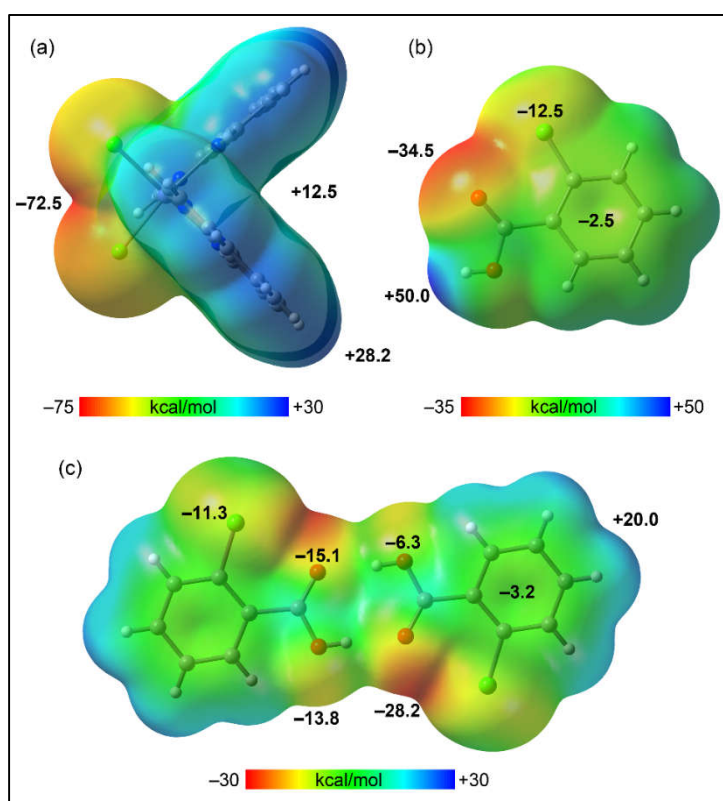 (a)
(b)
–12.5
–34.5
–72.5
+12.5
–2.5
+50.0
+28.2
–75 kcal/mol +30
–35 kcal/mol +50
(c)
–11.3
–6.3
+20.0
–15.1
–3.2
–13.8
–28.2
–30 kcal/mol +30